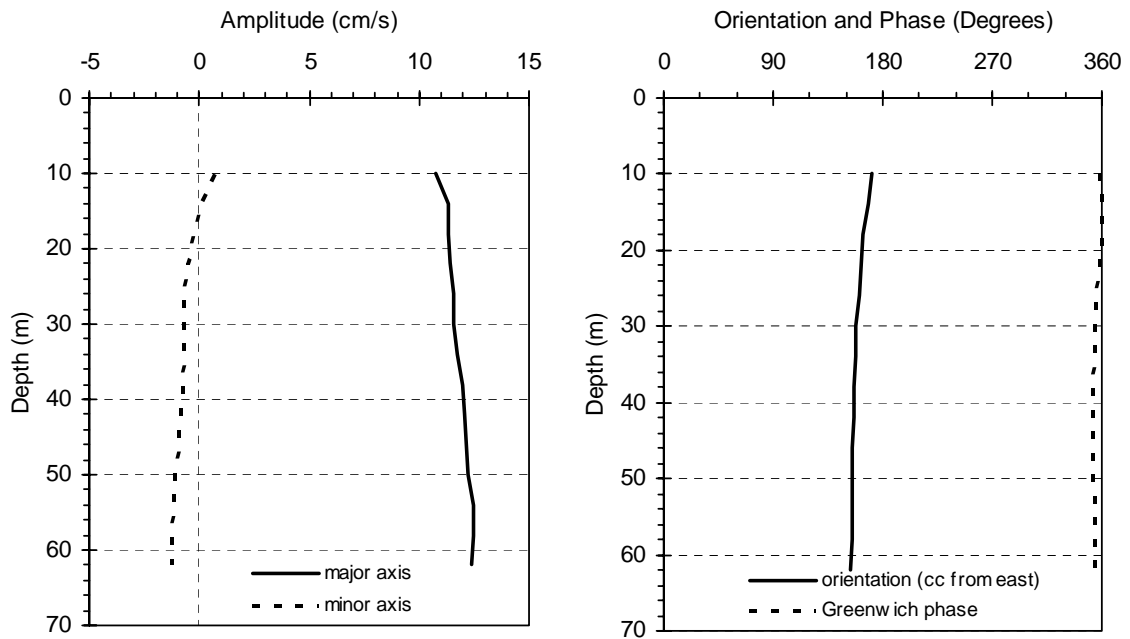 Amplitude (cm/s)
-5 0 5 10 15
0
10
20
30
40
50
60
70
Depth (m)
major axis
minor axis
Orientation and Phase (Degrees)
0 90 180 270 360
0
10
20
30
40
50
60
70
Depth (m)
orientation (cc from east)
Greenwich phase